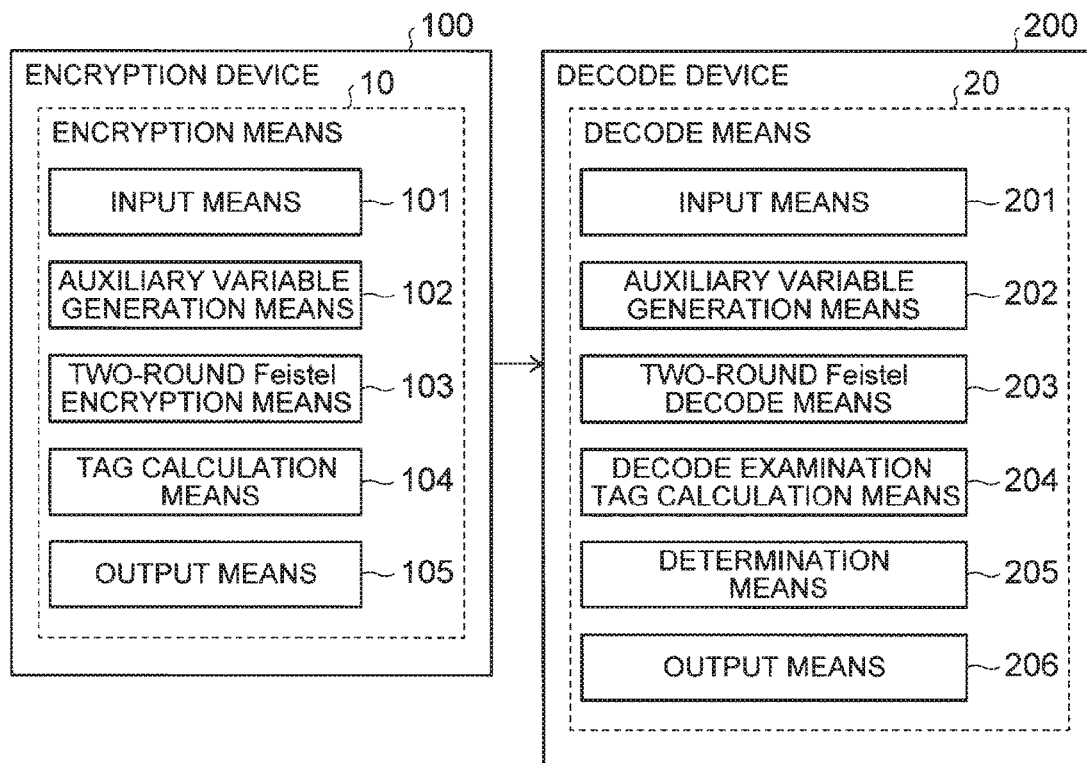 100
ENCRYPTION DEVICE
10
ENCRYPTION MEANS
INPUT MEANS
101
AUXILIARY VARIABLE
GENERATION MEANS
102
TWO-ROUND Feistel
ENCRYPTION MEANS
103
TAG CALCULATION
MEANS
104
OUTPUT MEANS
105
200
DECODE DEVICE
20
DECODE MEANS
INPUT MEANS
201
AUXILIARY VARIABLE
GENERATION MEANS
202
TWO-ROUND Feistel
DECODE MEANS
203
DECODE EXAMINATION
TAG CALCULATION MEANS
204
DETERMINATION
MEANS
205
OUTPUT MEANS
206